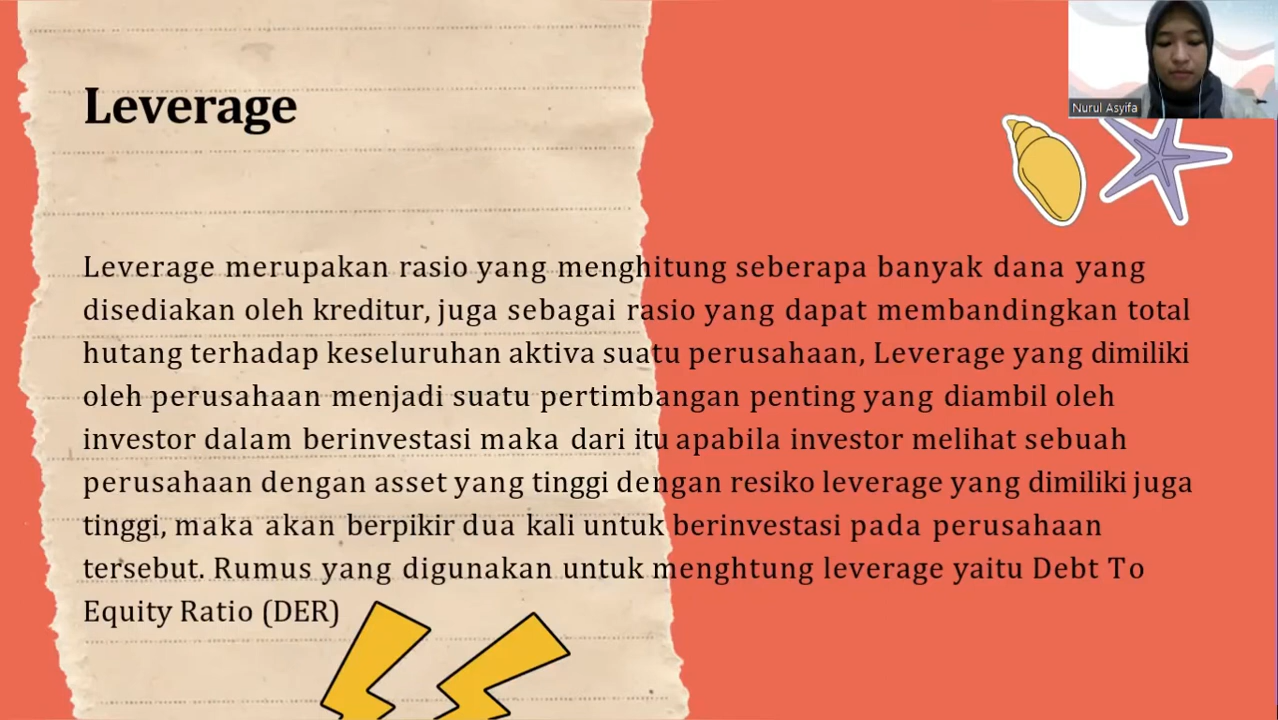 Nurul Asyifa
Leverage
Leverage merupakan rasio yang menghitung seberapa banyak dana yang
disediakan oleh kreditur, juga sebagai rasio yang dapat membandingkan total
hutang terhadap keseluruhan aktiva suatu perusahaan, Leverage yang dimiliki
oleh perusahaan menjadi suatu pertimbangan penting yang diambil oleh
investor dalam berinvestasi maka dari itu apabila investor melihat sebuah
perusahaan dengan asset yang tinggi dengan resiko leverage yang dimiliki juga
tinggi, maka akan berpikir dua kali untuk berinvestasi pada perusahaan
tersebut. Rumus yang digunakan untuk menghtung leverage yaitu Debt To
Equity Ratio (DER)